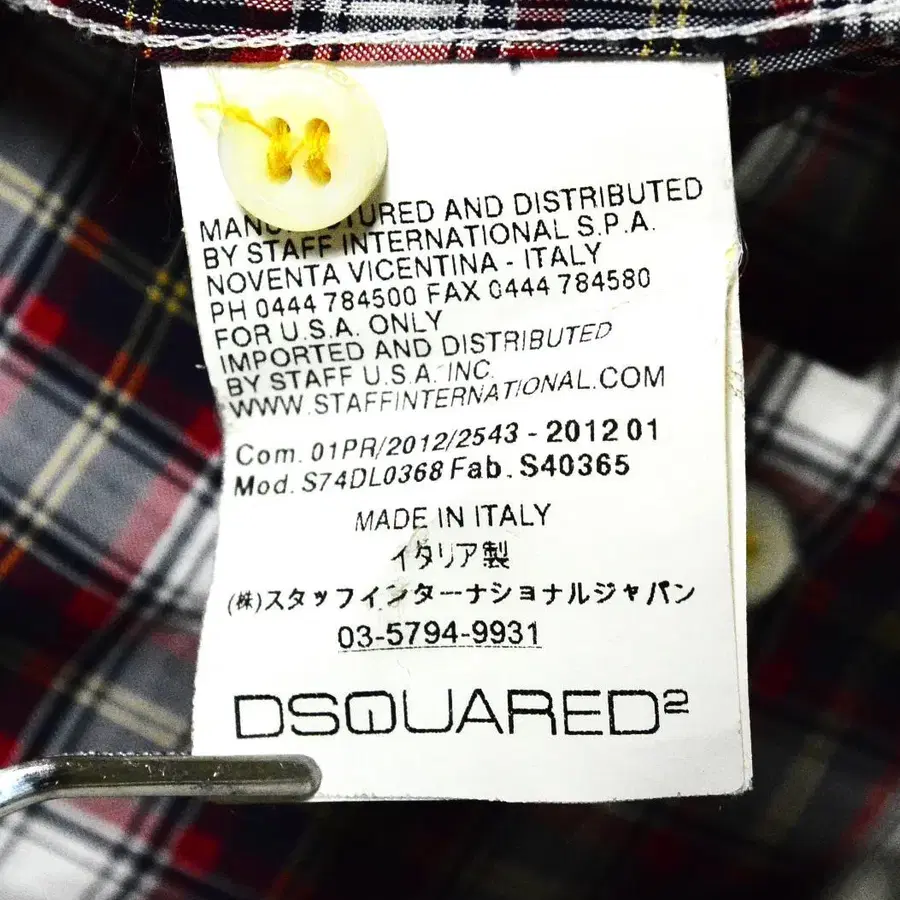 MANUFACTURED AND DISTRIBUTED
BY STAFF INTERNATIONAL S.P.A.
NOVENTA VICENTINA - ITALY
PH 0444 784500 FAX 0444 784580
FOR U.S.A. ONLY
IMPORTED AND DISTRIBUTED
BY STAFF U.S.A. INC.
WWW.STAFFINTERNATIONAL.COM
Com. 01PR/2012/2543 - 2012 01
Mod. S74DL0368 Fab. S40365
MADE IN ITALY
イタリア製
(株)スタッフインターナショナルジャパン
03-5794-9931
DSQUARED²